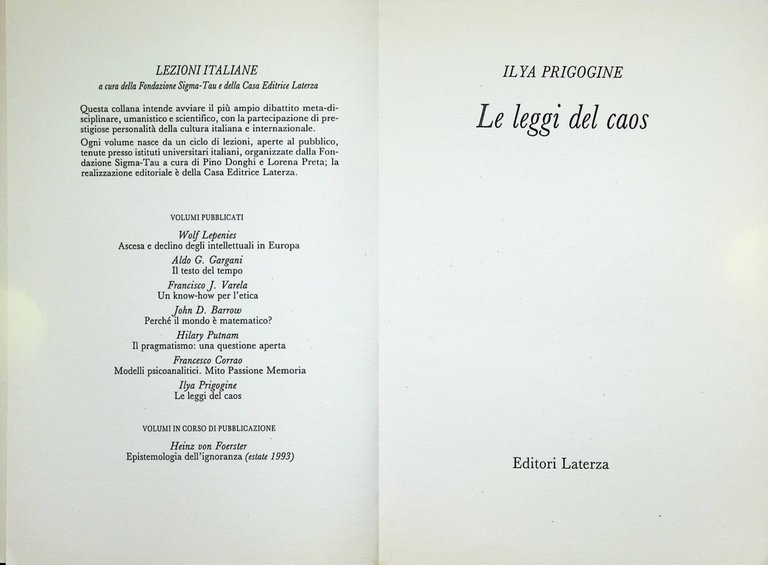 LEZIONI ITALIANE
a cura della Fondazione Sigma-Tau e della Casa Editrice Laterza
Questa collana intende avviare il più ampio dibattito meta-di-
sciplinare, umanistico e scientifico, con la partecipazione di pre-
stigiose personalità della cultura italiana e internazionale.
Ogni volume nasce da un ciclo di lezioni, aperte al pubblico,
tenute presso istituti universitari italiani, organizzate dalla Fon-
dazione Sigma-Tau a cura di Pino Donghi e Lorena Preta; la
realizzazione editoriale è della Casa Editrice Laterza.
VOLUMI PUBBLICATI
Wolf Lepenies
Ascesa e declino degli intellettuali in Europa
Aldo G. Gargani
Il testo del tempo
Francisco J. Varela
Un know-how per l'etica
John D. Barrow
Perché il mondo è matematico?
Hilary Putnam
Il pragmatismo: una questione aperta
Francesco Corrao
Modelli psicoanalitici. Mito Passione Memoria
Ilya Prigogine
Le leggi del caos
VOLUMI IN CORSO DI PUBBLICAZIONE
Heinz von Foerster
Epistemologia dell'ignoranza (estate 1993)
ILYA PRIGOGINE
Le leggi del caos
Editori Laterza